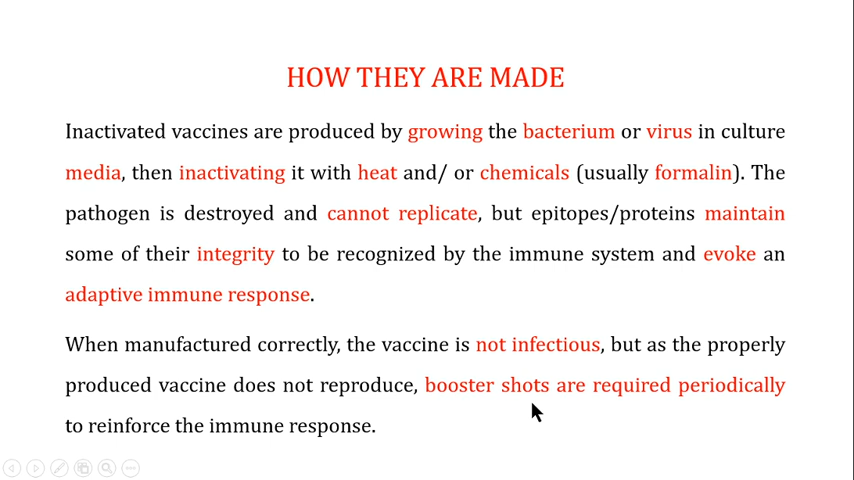 HOW THEY ARE MADE
Inactivated vaccines are produced by growing the bacterium or virus in culture
media, then inactivating it with heat and/ or chemicals (usually formalin). The
pathogen is destroyed and cannot replicate, but epitopes/proteins maintain
some of their integrity to be recognized by the immune system and evoke an
adaptive immune response.
When manufactured correctly, the vaccine is not infectious, but as the properly
produced vaccine does not reproduce, booster shots are required periodically
to reinforce the immune response.